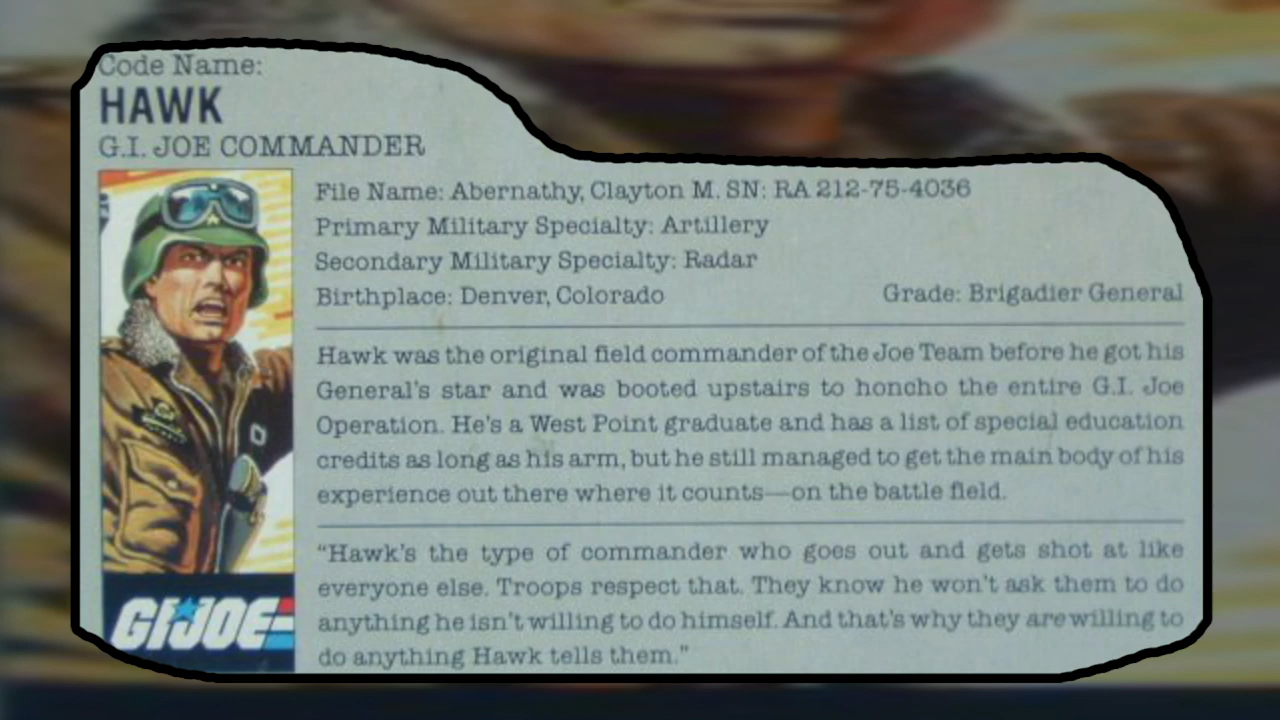 Code Name:
HAWK
G.I. JOE COMMANDER
File Name: Abernathy, Clayton M. SN: RA 212-75-4036
Primary Military Specialty: Artillery
Secondary Military Specialty: Radar
Birthplace: Denver, Colorado Grade: Brigadier General
Hawk was the original field commander of the Joe Team before he got his
General's star and was booted upstairs to honcho the entire G.I. Joe
Operation. He's a West Point graduate and has a list of special education
credits as long as his arm, but he still managed to get the main body of his
experience out there where it counts—on the battle field.
"Hawk's the type of commander who goes out and gets shot at like
everyone else. Troops respect that. They know he won't ask them to do
anything he isn't willing to do himself. And that's why they are willing to
do anything Hawk tells them."
GI JOE